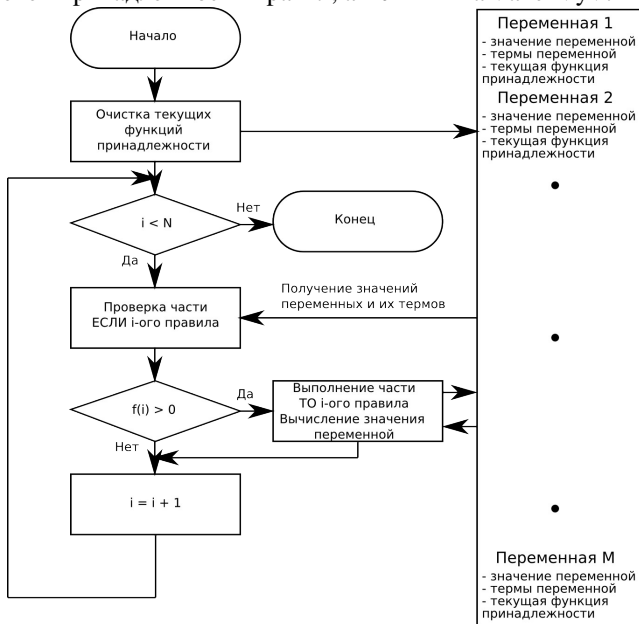 Начало
Очистка текущих
функций
принадлежности
i < N
Нет
Конец
Да
Проверка части
ЕСЛИ i-ого правила
Получение значений
переменных и их термов
f(i) > 0
Да
Выполнение части
ТО i-ого правила
Вычисление значения
переменной
Нет
i = i + 1
Переменная 1
- значение переменной
- термы переменной
- текущая функция
принадлежности
Переменная 2
- значение переменной
- термы переменной
- текущая функция
принадлежности
Переменная М
- значение переменной
- термы переменной
- текущая функция
принадлежности